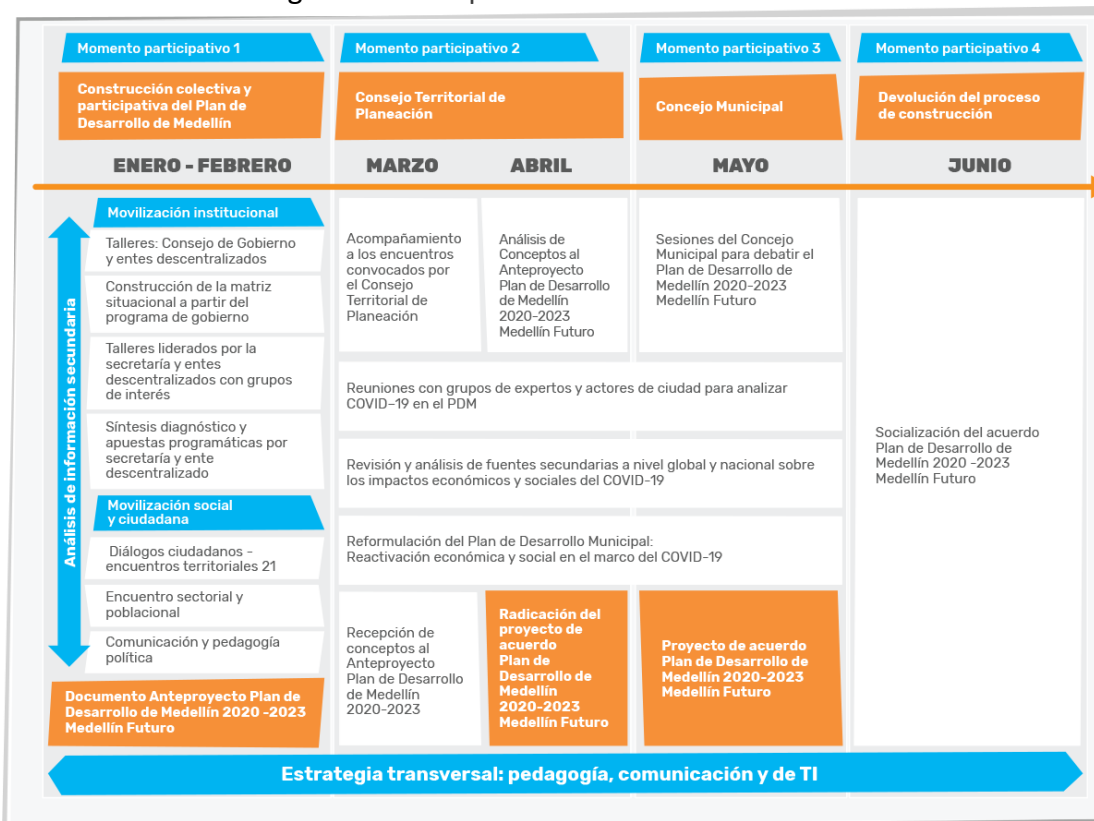 Momento participativo 1
Construcción colectiva y
participativa del Plan de
Desarrollo de Medellín
Momento participativo 2
Consejo Territorial de
Planeación
Momento participativo 3
Concejo Municipal
Momento participativo 4
Devolución del proceso
de construcción
ENERO - FEBRERO
MARZO
ABRIL
MAYO
JUNIO
Análisis de información secundaria
Movilización institucional
Talleres: Consejo de Gobierno
y entes descentralizados
Construcción de la matriz
situacional a partir del
programa de gobierno
Talleres liderados por la
secretaría y entes
descentralizados con grupos
de interés
Síntesis diagnóstico y
apuestas programáticas por
secretaría y ente
descentralizado
Movilización social
y ciudadana
Diálogos ciudadanos -
encuentros territoriales 21
Encuentro sectorial y
poblacional
Comunicación y pedagogía
política
Documento Anteproyecto Plan de
Desarrollo de Medellín 2020 -2023
Medellín Futuro
Acompañamiento
a los encuentros
convocados por
el Consejo
Territorial de
Planeación
Análisis de
Conceptos al
Anteproyecto
Plan de Desarrollo
de Medellín
2020-2023
Medellín Futuro
Sesiones del Concejo
Municipal para debatir el
Plan de Desarrollo de
Medellín 2020-2023
Medellín Futuro
Reuniones con grupos de expertos y actores de ciudad para analizar
COVID-19 en el PDM
Revisión y análisis de fuentes secundarias a nivel global y nacional sobre
los impactos económicos y sociales del COVID-19
Reformulación del Plan de Desarrollo Municipal:
Reactivación económica y social en el marco del COVID-19
Recepción de
conceptos al
Anteproyecto
Plan de Desarrollo
de Medellín
2020-2023
Radicación del
proyecto de
acuerdo
Plan de
Desarrollo de
Medellín
2020-2023
Medellín Futuro
Proyecto de acuerdo
Plan de Desarrollo de
Medellín 2020-2023
Medellín Futuro
Socialización del acuerdo
Plan de Desarrollo de
Medellín 2020 -2023
Medellín Futuro
Estrategia transversal: pedagogía, comunicación y de TI